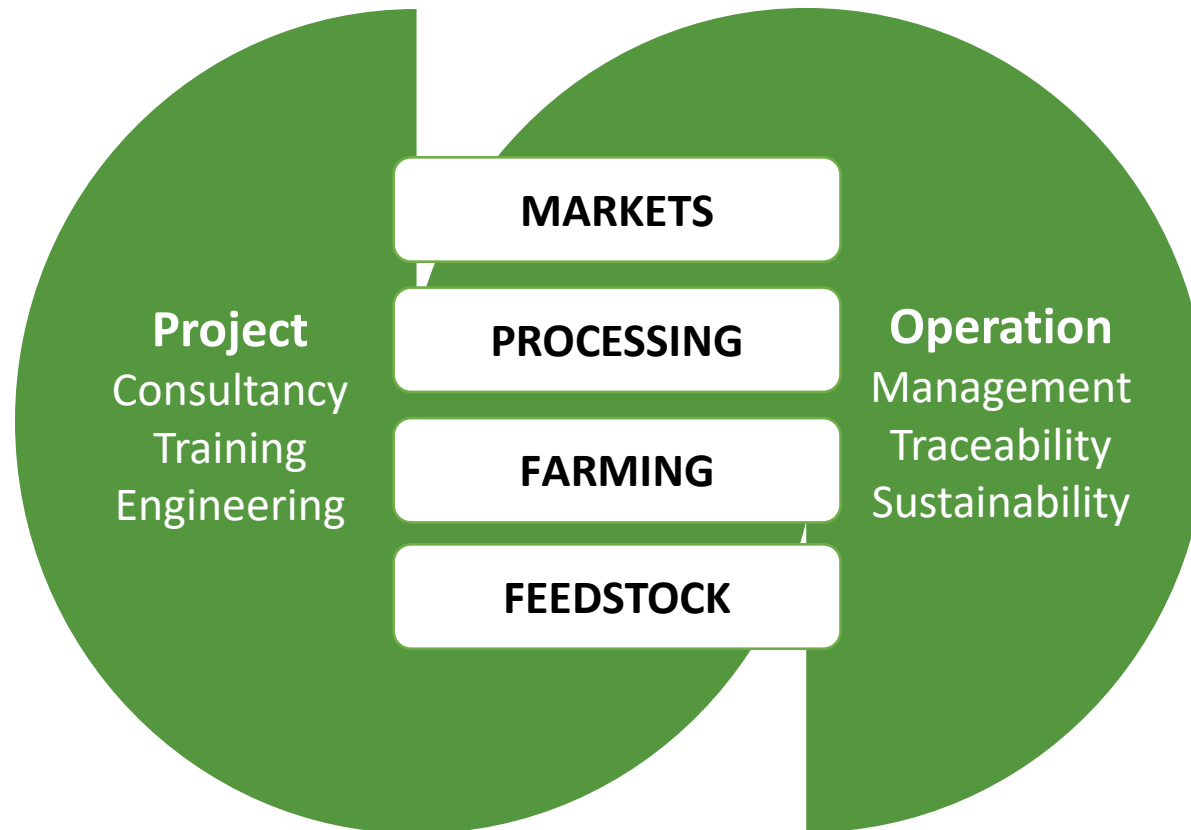 Project
Consultancy
Training
Engineering
MARKETS
PROCESSING
FARMING
FEEDSTOCK
Operation
Management
Traceability
Sustainability